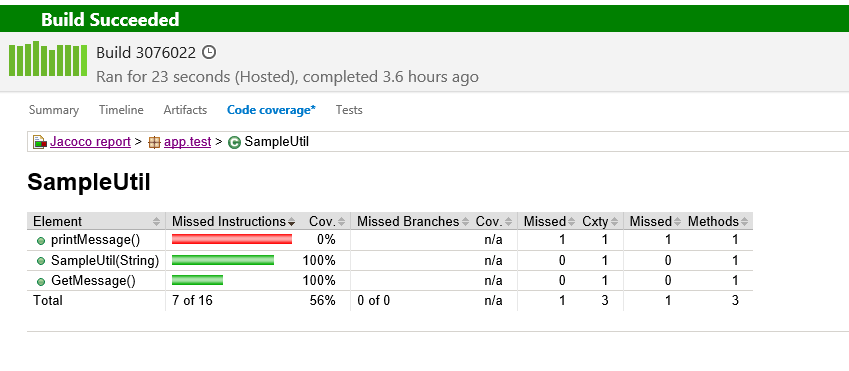 Build Succeeded
Build 3076022
Ran for 23 seconds (Hosted), completed 3.6 hours ago
Summary Timeline Artifacts Code coverage* Tests
Jacoco report > app.test > C SampleUtil
SampleUtil
Element Missed Instructions Cov. Missed Branches Cov. Missed Cxty Missed Methods
printMessage() 0% n/a 1 1 1 1
SampleUtil(String) 100% n/a 0 1 0 1
GetMessage() 100% n/a 0 1 0 1
Total 7 of 16 56% 0 of 0 n/a 1 3 1 3